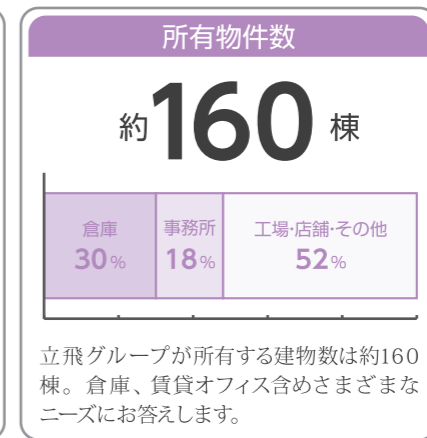 所有物件数
約160棟
倉庫 事務所 工場・店舗・その他
30% 18% 52%
立飛グループが所有する建物数は約160
棟。倉庫、賃貸オフィス含めさまざまな
ニーズにお答えします。